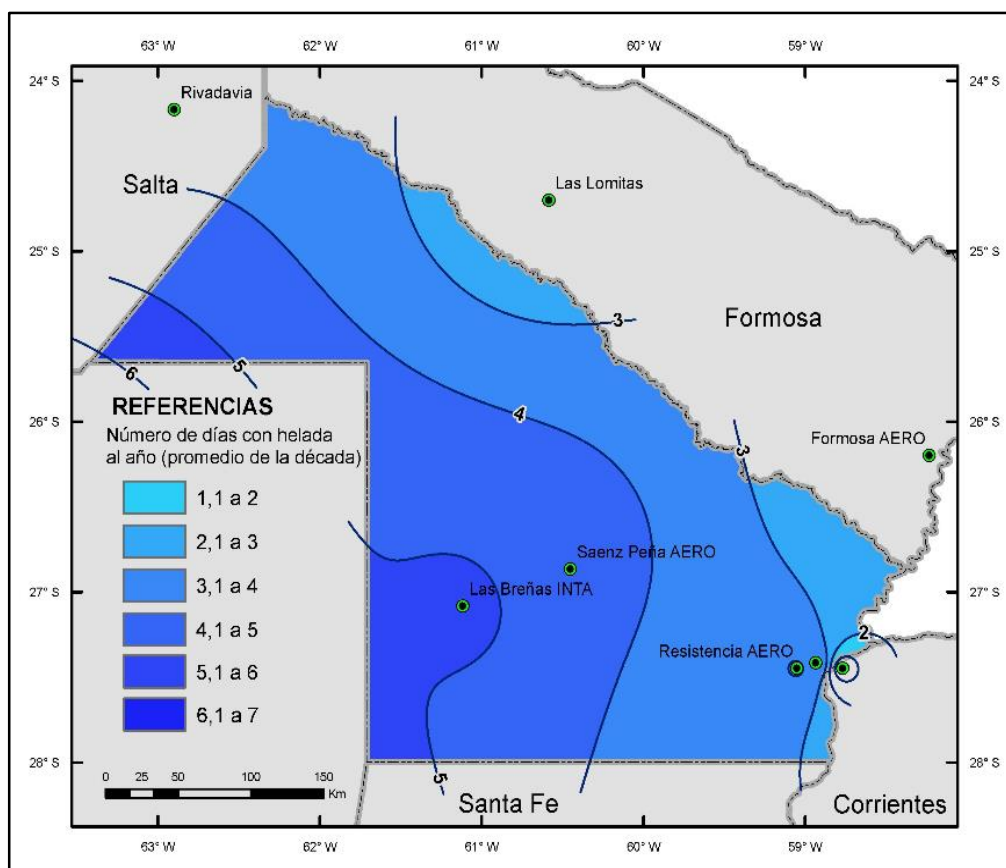 63° W 62° W 61° W 60° W 59° W
24° S 24° S
Rivadavia
Salta
Las Lomitas
25° S 25° S
3
Formosa
5
6
REFERENCIAS
Número de días con helada
al año (promedio de la década)
4
26° S 26° S
3
Formosa AERO
1,1 a 2
2,1 a 3
3,1 a 4
4,1 a 5
5,1 a 6
6,1 a 7
Saenz Peña AERO
27° S 27° S
Las Breñas INTA
2
Resistencia AERO
5
28° S 28° S
0 25 50 100 150
Km
Santa Fe
Corrientes
63° W 62° W 61° W 60° W 59° W